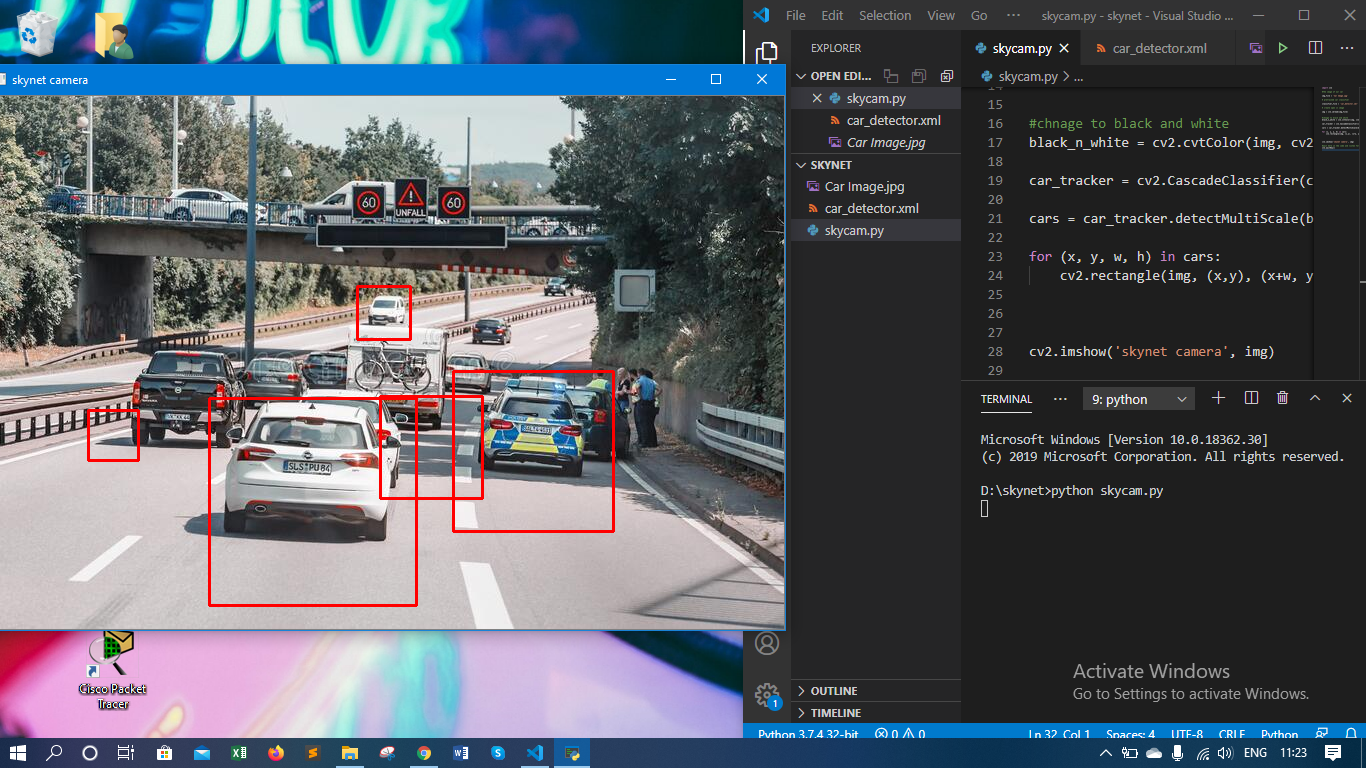 File Edit Selection View Go ··· skycam.py - skynet - Visual Studio ...
skynet camera
EXPLORER
OPEN EDI...
skycam.py
car_detector.xml
Car Image.jpg
SKYNET
Car Image.jpg
car_detector.xml
skycam.py
OUTLINE
TIMELINE
skycam.py car_detector.xml
skycam.py > ...
14
15
16 #chnage to black and white
17 black_n_white = cv2.cvtColor(img, cv2
18
19 car_tracker = cv2.CascadeClassifier(c
20
21 cars = car_tracker.detectMultiScale(b
22
23 for (x, y, w, h) in cars:
24 cv2.rectangle(img, (x,y), (x+w, y
25
26
27
28 cv2.imshow('skynet camera', img)
29
TERMINAL ··· 9: python
Microsoft Windows [Version 10.0.18362.30]
(c) 2019 Microsoft Corporation. All rights reserved.
D:\skynet>python skycam.py
Activate Windows
Go to Settings to activate Windows.
1
Python 3.7.4 32-bit 0 0 Ln 32, Col 1 Spaces: 4 UTF-8 CRLF Python
60 UNFALL 60
SLS PU 84
Cisco Packet
Tracer
ENG 11:23